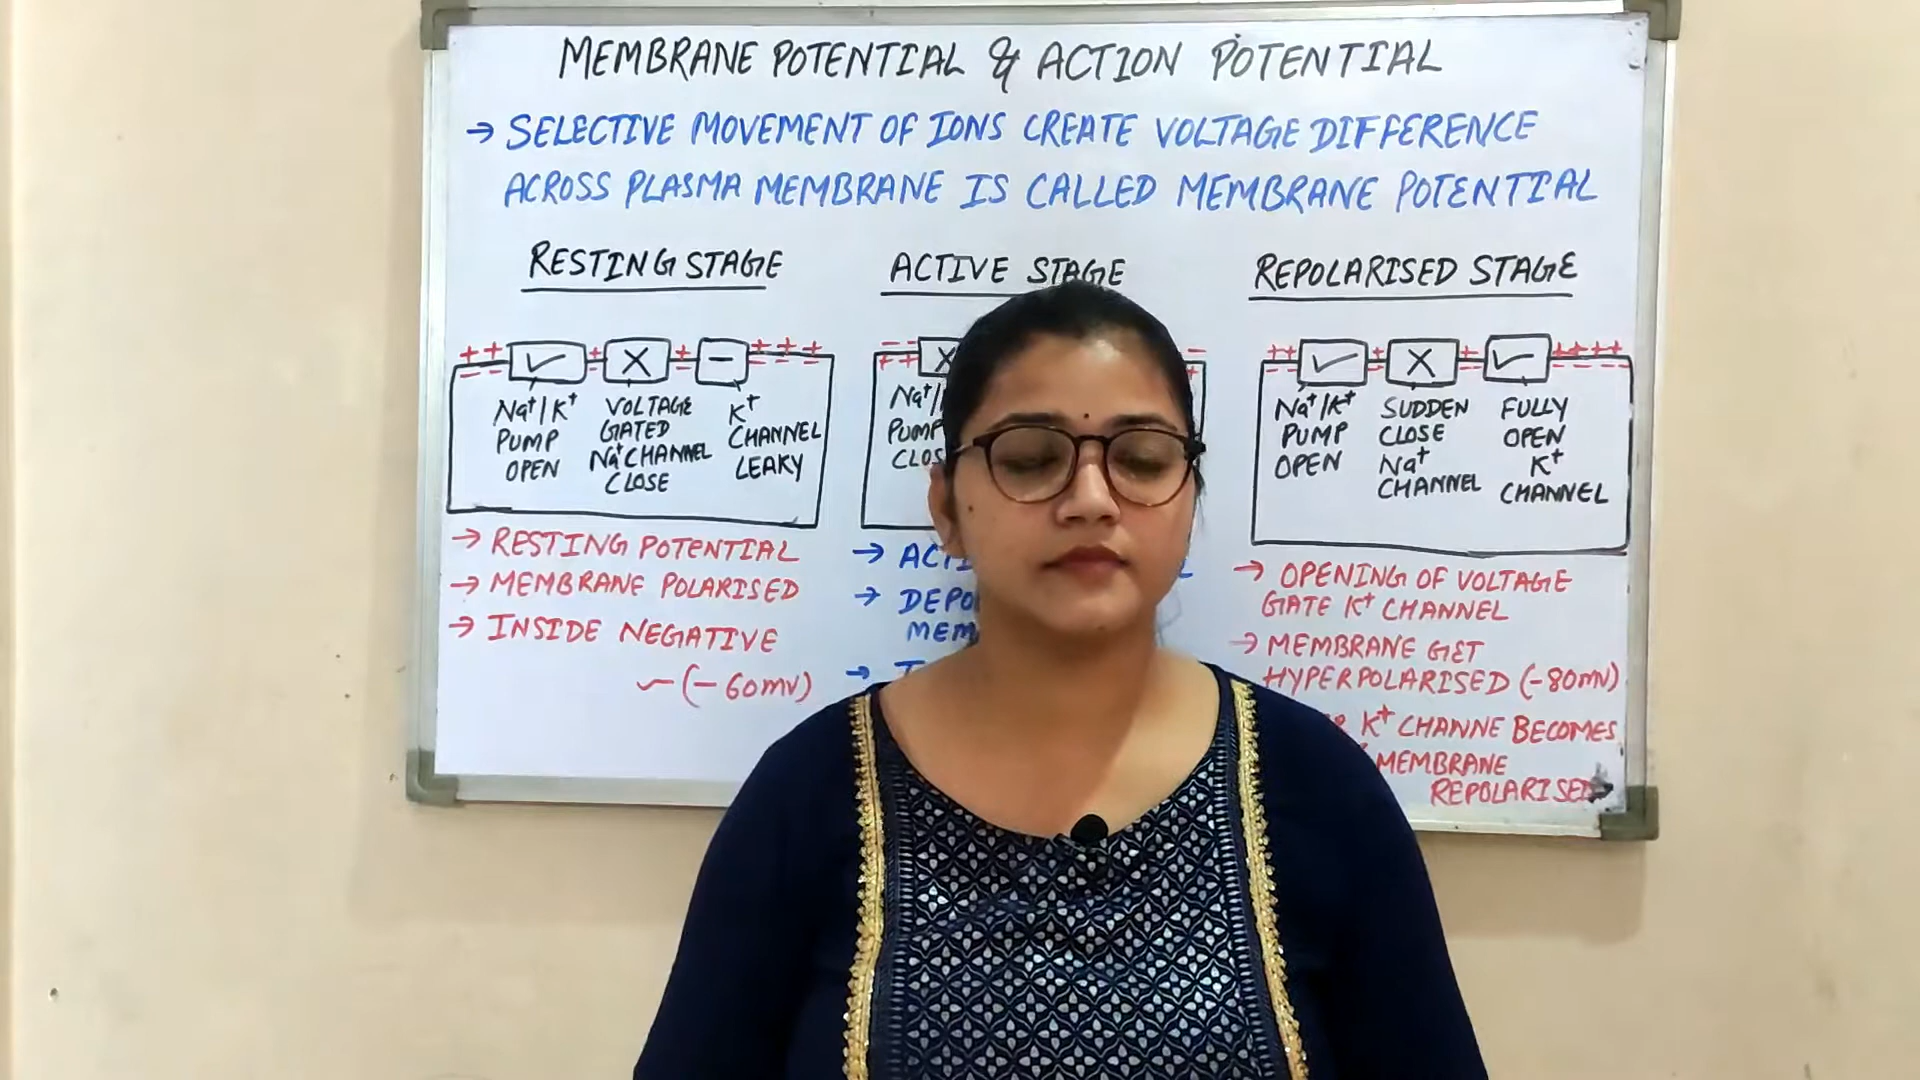 MEMBRANE POTENTIAL & ACTION POTENTIAL
→ SELECTIVE MOVEMENT OF IONS CREATE VOLTAGE DIFFERENCE
ACROSS PLASMA MEMBRANE IS CALLED MEMBRANE POTENTIAL
RESTING STAGE
++ ✓ + X + – +++
Na+/K+
PUMP
OPEN
VOLTAGE
GATED
Na+ CHANNEL
CLOSE
K+
CHANNEL
LEAKY
→ RESTING POTENTIAL
→ MEMBRANE POLARISED
→ INSIDE NEGATIVE
(-60mv)
ACTIVE STAGE
X
PUMP
→
→
→
REPOLARISED STAGE
++ ✓ + X + ✓ ++++
Na+/K+
PUMP
OPEN
SUDDEN
CLOSE
Na+
CHANNEL
FULLY
OPEN
K+
CHANNEL
→ OPENING OF VOLTAGE
GATE K+ CHANNEL
→ MEMBRANE GET
HYPERPOLARISED (-80mv)
K+ CHANNE BECOMES
MEMBRANE
REPOLARISED